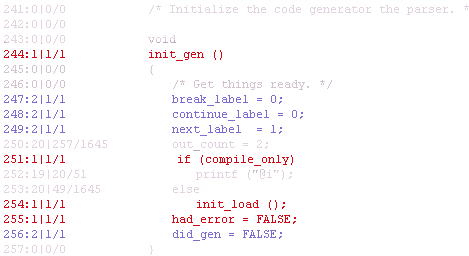 241:0|0/0 /* Initialize the code generator the parser. *
242:0|0/0
243:0|0/0 void
244:1|1/1 init_gen ()
245:0|0/0 {
246:0|0/0 /* Get things ready. */
247:2|1/1 break_label = 0;
248:2|1/1 continue_label = 0;
249:2|1/1 next_label = 1;
250:20|257/1645 out_count = 2;
251:1|1/1 if (compile_only)
252:19|20/51 printf ("@i");
253:20|49/1645 else
254:1|1/1 init_load ();
255:1|1/1 had_error = FALSE;
256:2|1/1 did_gen = FALSE;
257:0|0/0 }